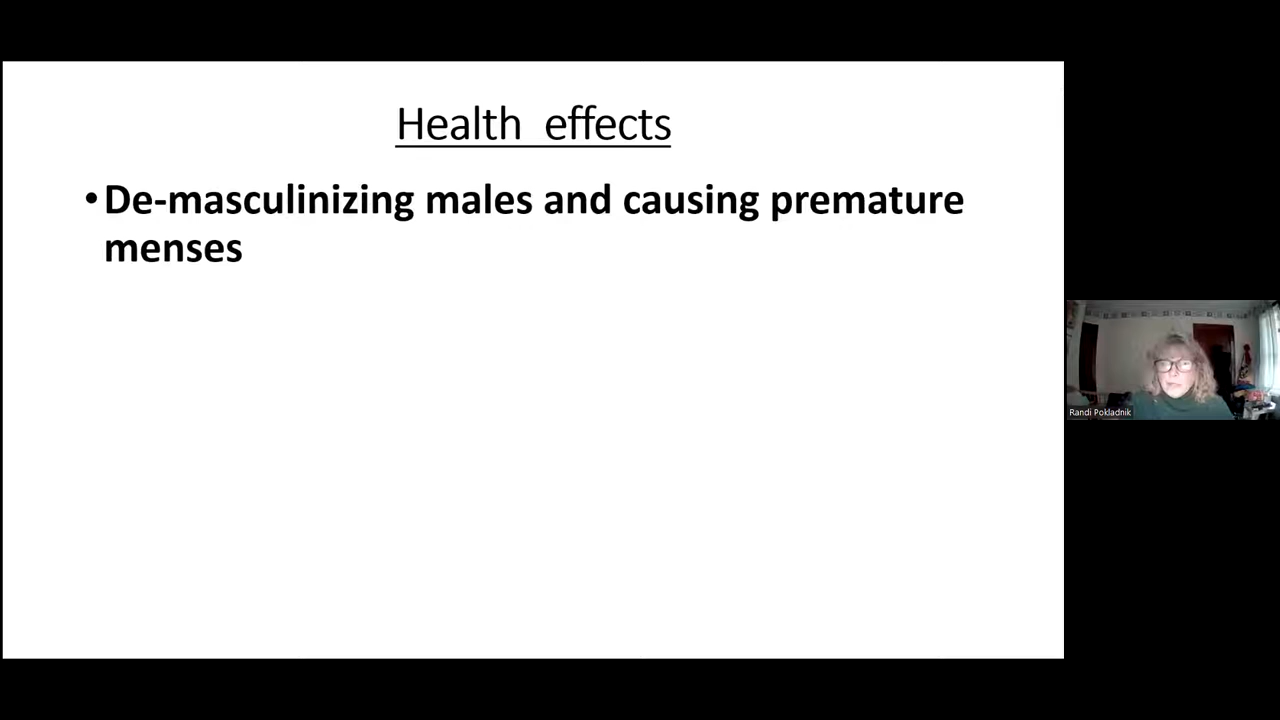 Health effects
• De-masculinizing males and causing premature
menses
Randi Pokladnik